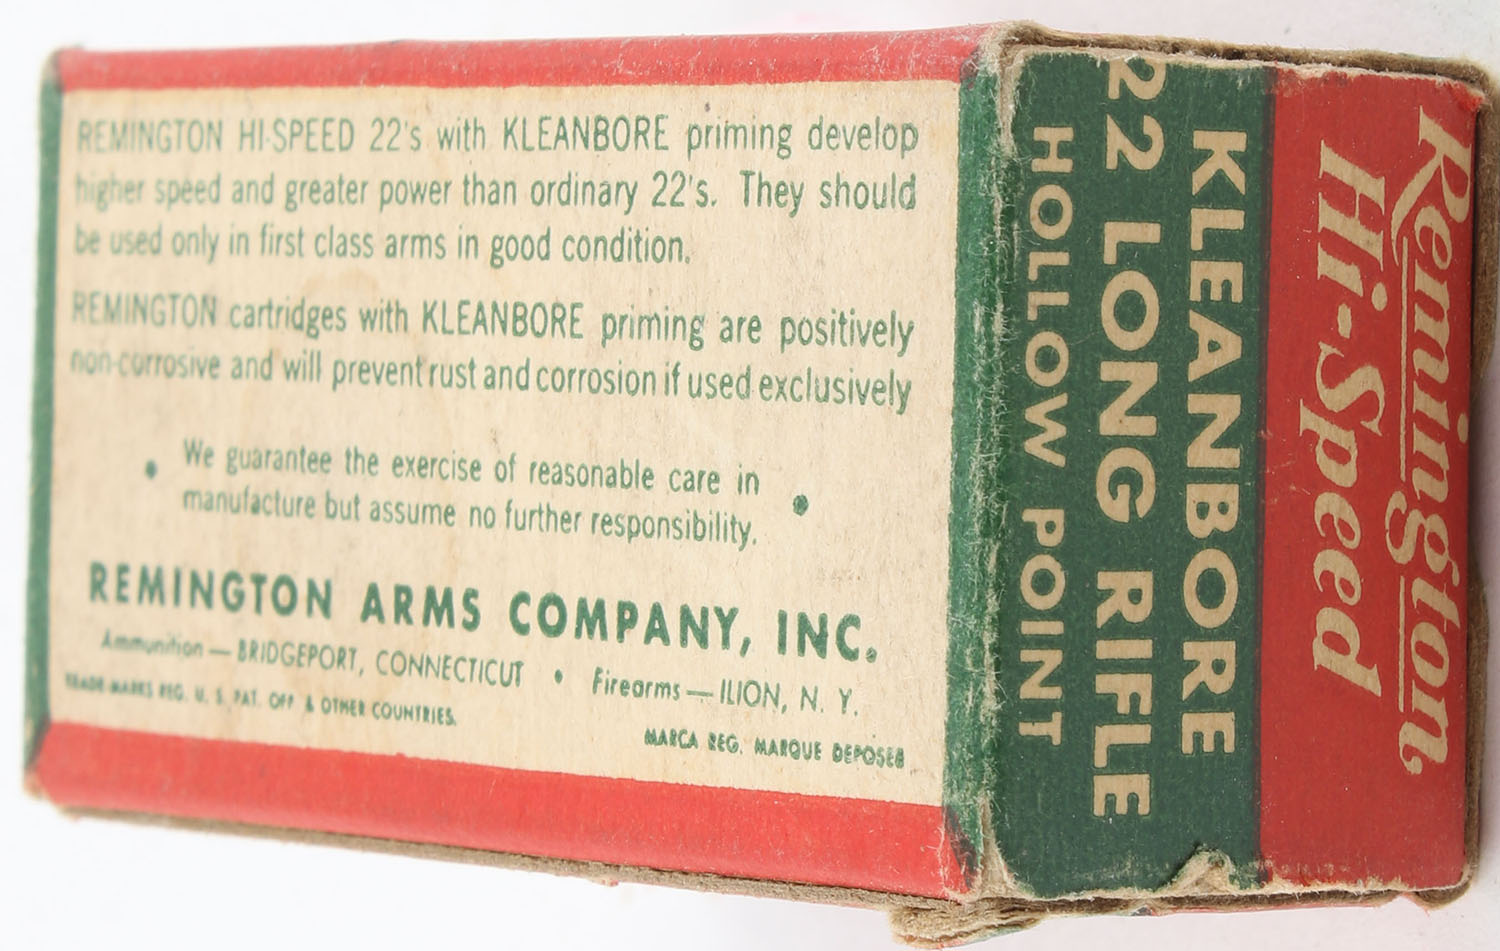 REMINGTON HI-SPEED 22's with KLEANBORE priming develop
higher speed and greater power than ordinary 22's. They should
be used only in first class arms in good condition.
REMINGTON cartridges with KLEANBORE priming are positively
non-corrosive and will prevent rust and corrosion if used exclusively
We guarantee the exercise of reasonable care in
manufacture but assume no further responsibility.
REMINGTON ARMS COMPANY, INC.
Ammunition — BRIDGEPORT, CONNECTICUT • Firearms — ILION, N. Y.
TRADE-MARKS REG. U. S. PAT. OFF & OTHER COUNTRIES.
MARCA REG. MARQUE DEPOSEE
Remington
Hi-Speed
KLEANBORE
22 LONG RIFLE
HOLLOW POINT